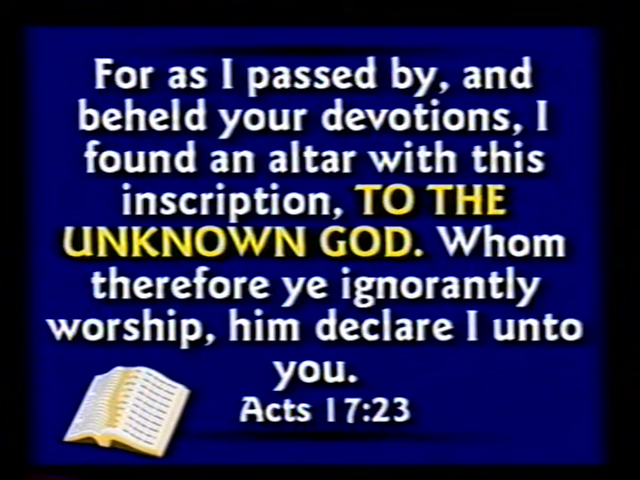 For as I passed by, and
beheld your devotions, I
found an altar with this
inscription, TO THE
UNKNOWN GOD. Whom
therefore ye ignorantly
worship, him declare I unto
you.
Acts 17:23